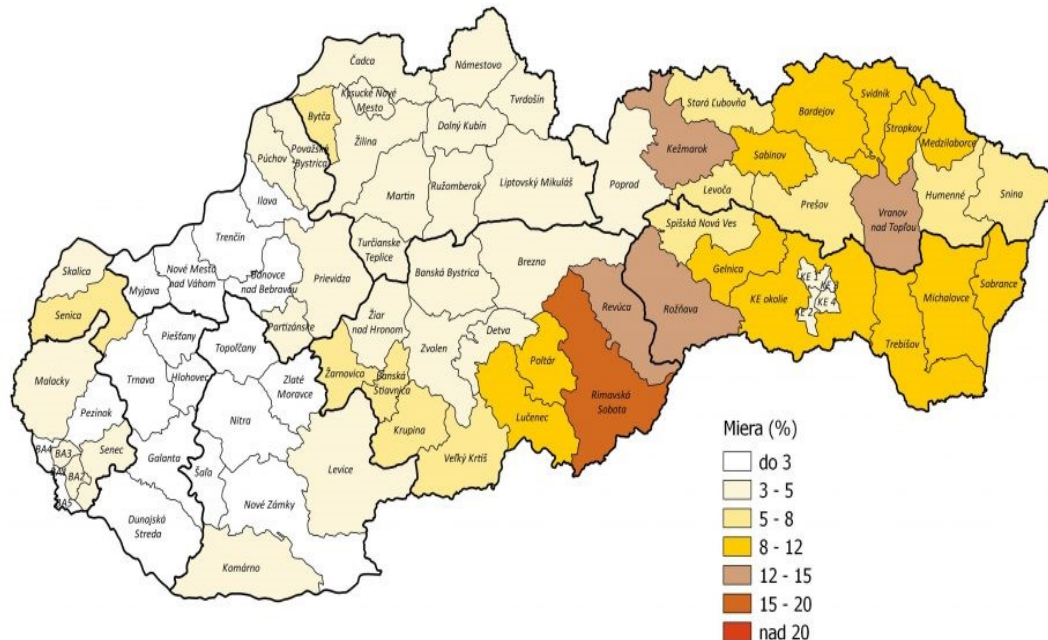 Čadca
Námestovo
Kysucké Nové
Mesto
Tvrdošín
Bytča
Dolný Kubín
Žilina
Považská
Bystrica
Púchov
Martin
Ružomberok
Liptovský Mikuláš
Ilava
Trenčín
Turčianske
Teplice
Stará Ľubovňa
Kežmarok
Bardejov
Svidník
Stropkov
Medzilaborce
Sabinov
Poprad
Levoča
Prešov
Vranov
nad Topľou
Humenné
Snina
Spišská Nová Ves
Gelnica
KE okolie
KE 1
KE 3
KE 4
KE 2
Michalovce
Sobrance
Trebišov
Rožňava
Revúca
Rimavská
Sobota
Brezno
Banská Bystrica
Skalica
Senica
Myjava
Nové Mesto
nad Váhom
Bánovce
nad Bebravou
Prievidza
Partizánske
Žiar
nad Hronom
Zvolen
Detva
Poltár
Lučenec
Piešťany
Topoľčany
Žarnovica
Banská
Štiavnica
Krupina
Veľký Krtíš
Malacky
Trnava
Hlohovec
Zlaté
Moravce
Pezinok
Nitra
Senec
Galanta
Šaľa
Levice
BA4
BA3
BA2
BA5
Dunajská
Streda
Nové Zámky
Komárno
Miera (%)
do 3
3 - 5
5 - 8
8 - 12
12 - 15
15 - 20
nad 20